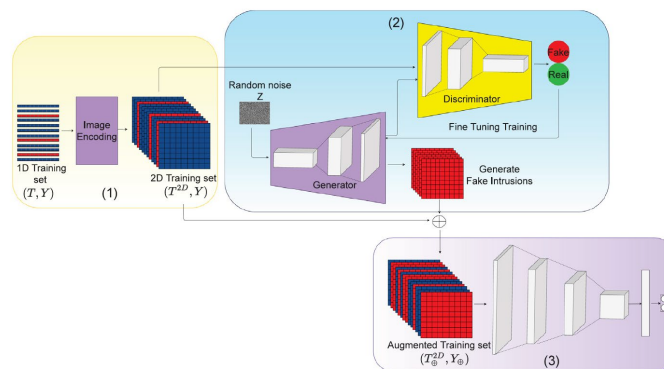 (2)
Fake
Real
Discriminator
Random noise
Z
Fine Tuning Training
Image
Encoding
Generator
Generate
Fake Intrusions
1D Training
set
(T, Y)
(1)
2D Training set
(T^{2D}, Y)
⊕
Augmented Training set
(T_⊕^{2D}, Y_⊕)
(3)